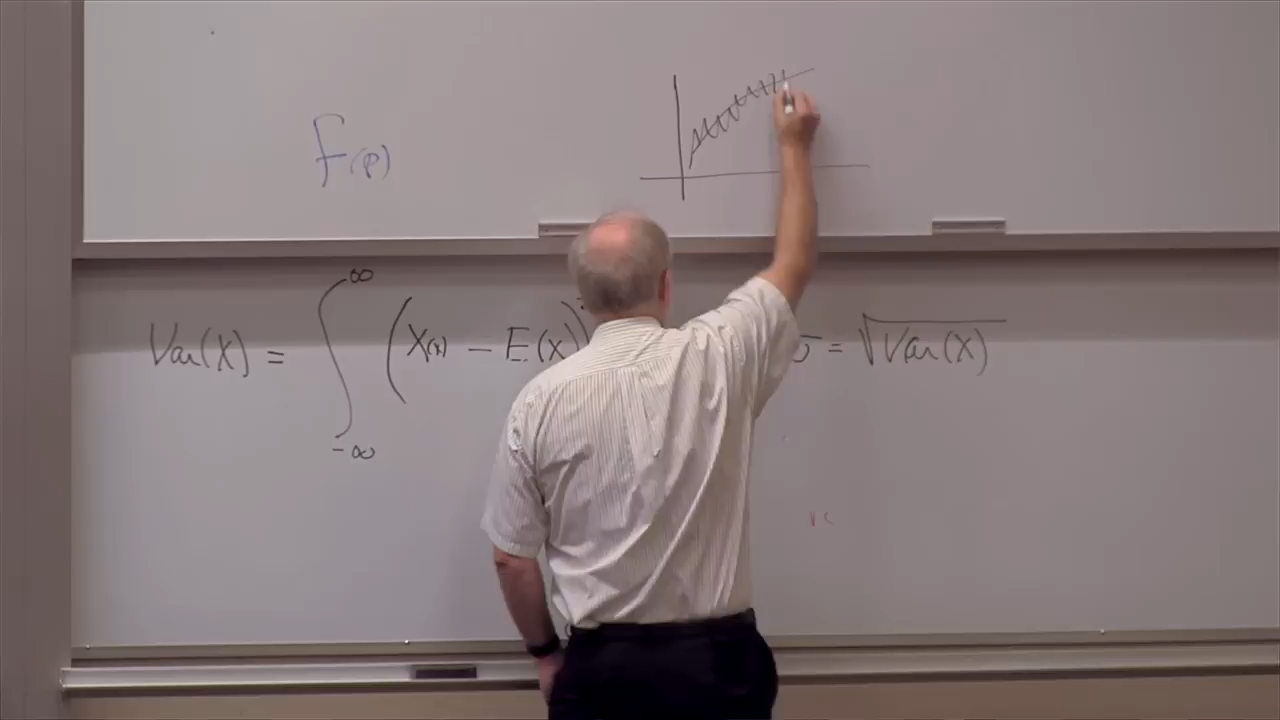 F(p)
Var(X) = ∫ ∞ -∞ (X(x) - E(X)) σ = √Var(X)